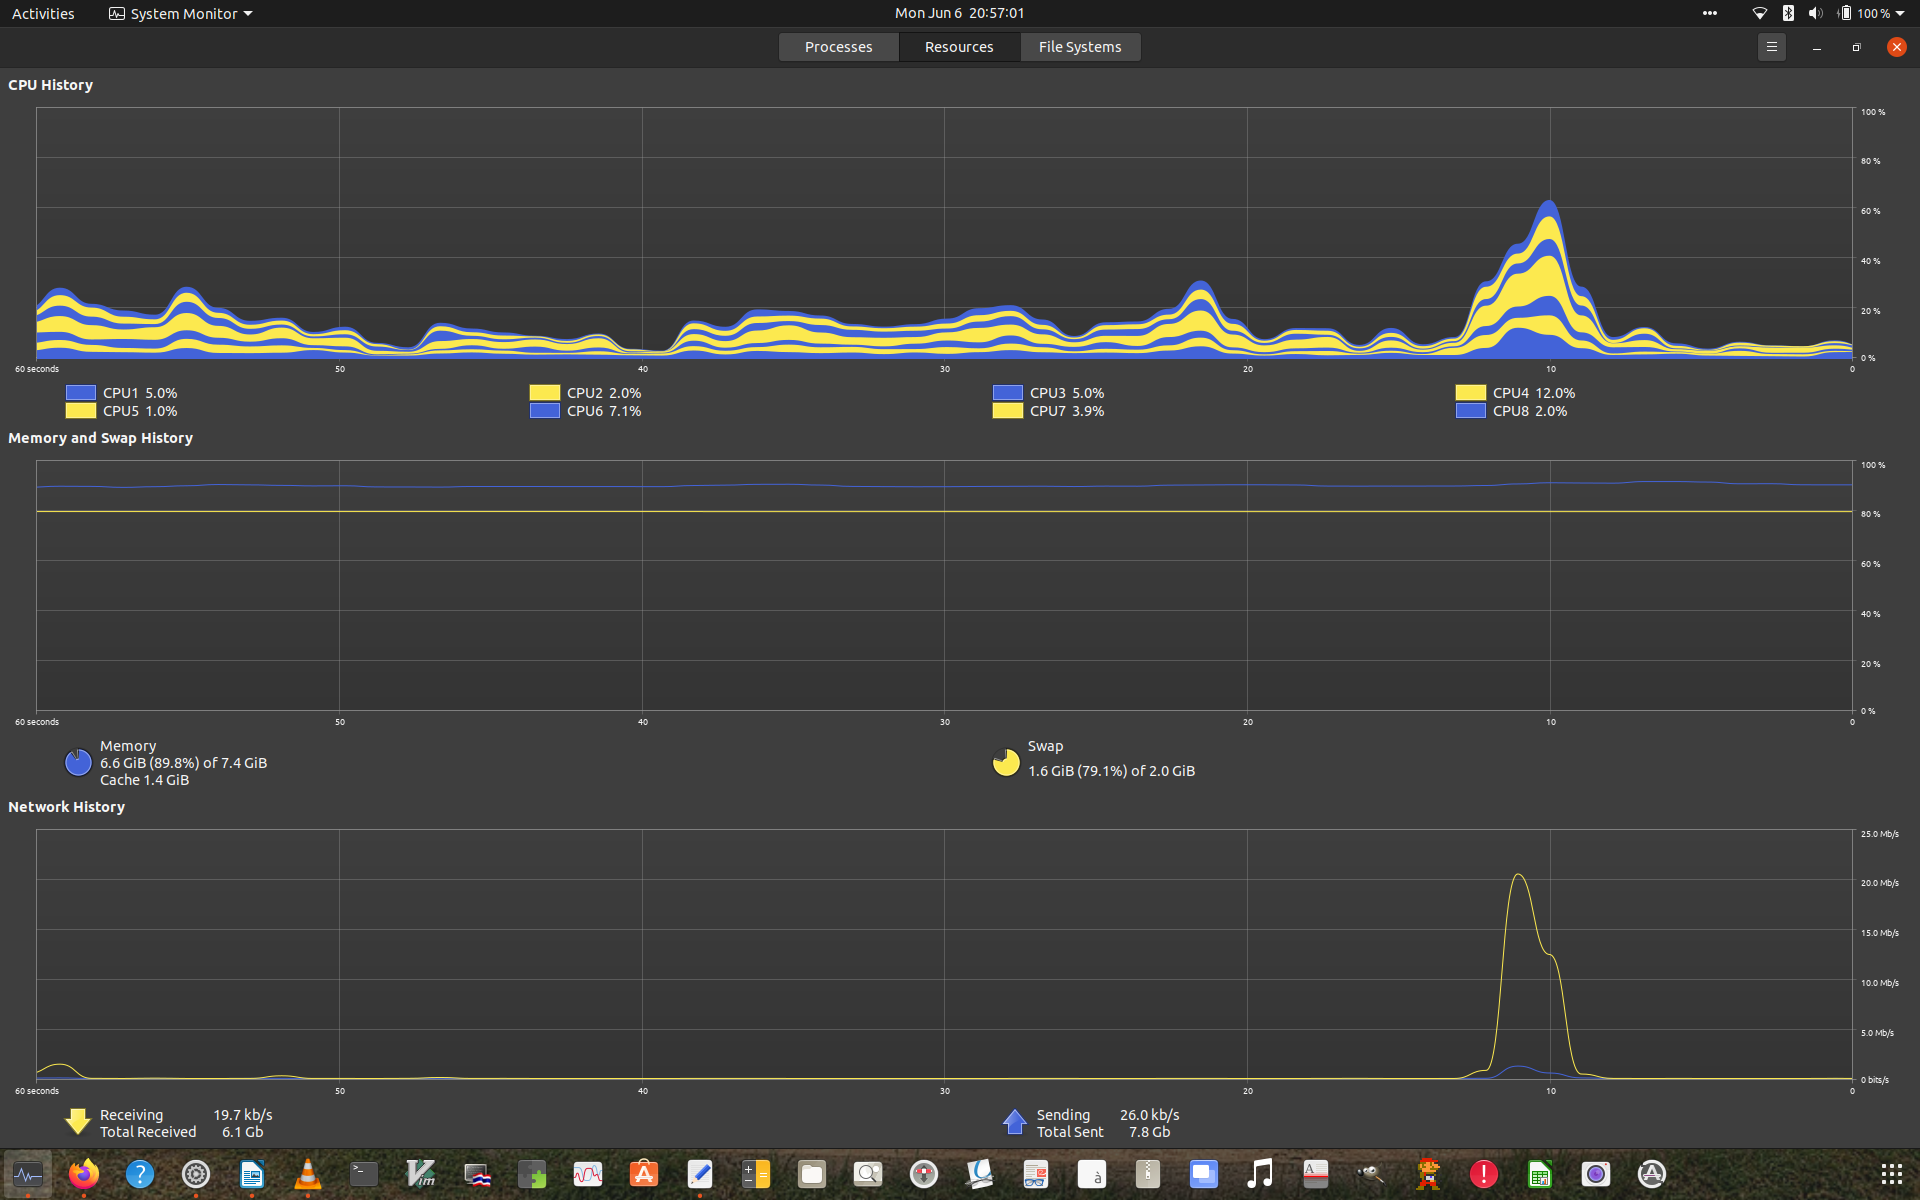 Activities System Monitor Mon Jun 6 20:57:01 100 %
Processes Resources File Systems
CPU History
100 %
80 %
60 %
40 %
20 %
0 %
60 seconds 50 40 30 20 10 0
CPU1 5.0% CPU2 2.0% CPU3 5.0% CPU4 12.0%
CPU5 1.0% CPU6 7.1% CPU7 3.9% CPU8 2.0%
Memory and Swap History
100 %
80 %
60 %
40 %
20 %
0 %
60 seconds 50 40 30 20 10 0
Memory
6.6 GiB (89.8%) of 7.4 GiB
Cache 1.4 GiB
Swap
1.6 GiB (79.1%) of 2.0 GiB
Network History
25.0 Mb/s
20.0 Mb/s
15.0 Mb/s
10.0 Mb/s
5.0 Mb/s
0 bits/s
60 seconds 50 40 30 20 10 0
Receiving 19.7 kb/s
Total Received 6.1 Gb
Sending 26.0 kb/s
Total Sent 7.8 Gb